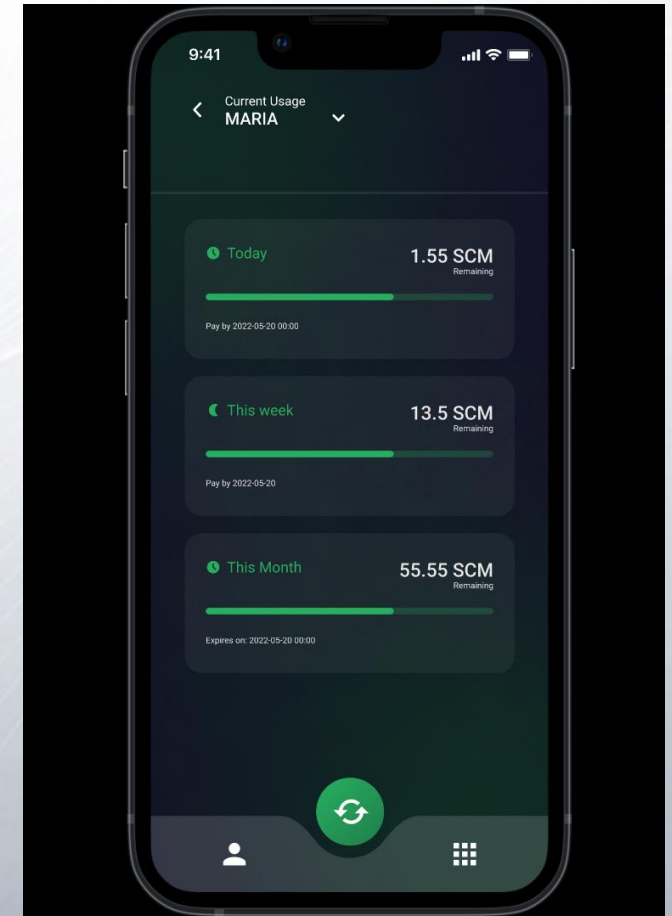 9:41
Current Usage
MARIA
Today
1.55 SCM
Remaining
Pay by 2022-05-20 00:00
This week
13.5 SCM
Remaining
Pay by 2022-05-20
This Month
55.55 SCM
Remaining
Expires on: 2022-05-20 00:00